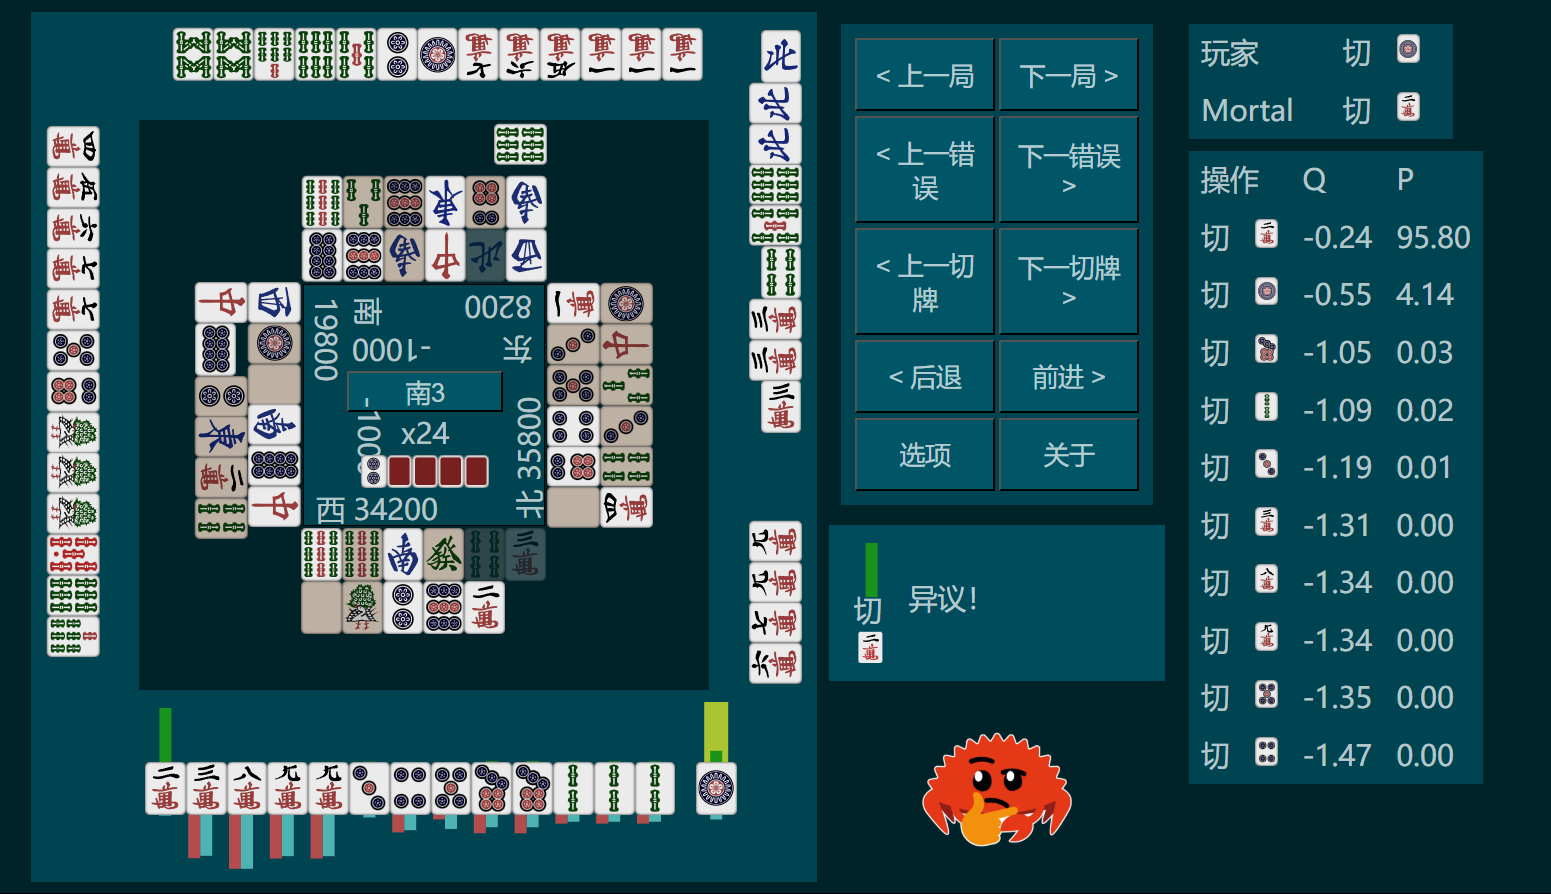 < 上一局
下一局 >
< 上一错误
下一错误 >
< 上一切牌
下一切牌 >
< 后退
前进 >
选项
关于
玩家 切
Mortal 切
操作 Q P
切 -0.24 95.80
切 -0.55 4.14
切 -1.05 0.03
切 -1.09 0.02
切 -1.19 0.01
切 -1.31 0.00
切 -1.34 0.00
切 -1.34 0.00
切 -1.35 0.00
切 -1.47 0.00
切
异议!
南 19800
东 8200
-1000
南3
x24
西 34200
北 35800